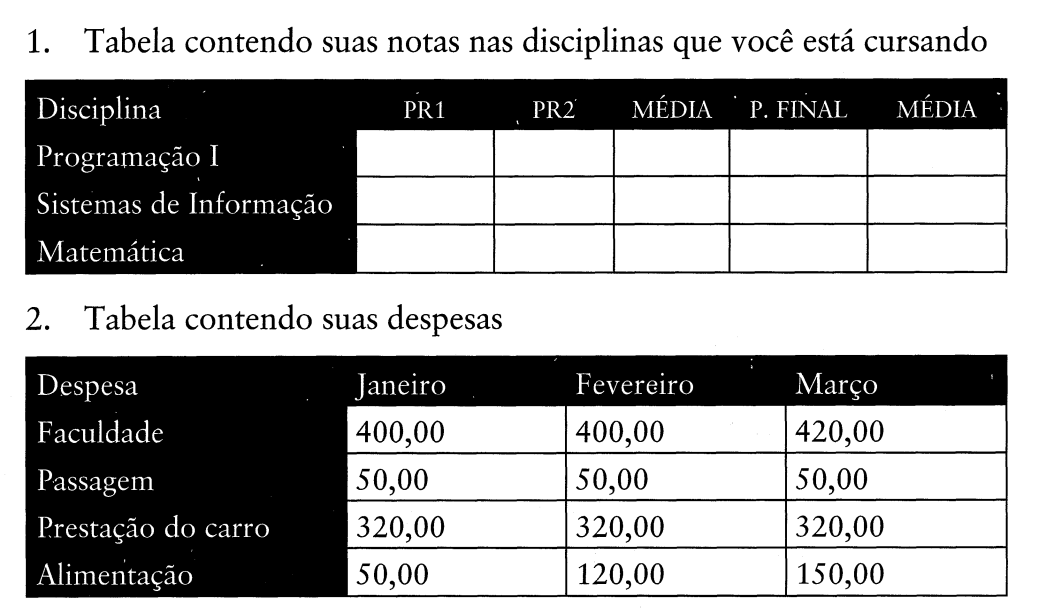 1. Tabela contendo suas notas nas disciplinas que você está cursando
Disciplina PR1 PR2 MÉDIA P. FINAL MÉDIA
Programação I
Sistemas de Informação
Matemática
2. Tabela contendo suas despesas
Despesa Janeiro Fevereiro Março
Faculdade 400,00 400,00 420,00
Passagem 50,00 50,00 50,00
Prestação do carro 320,00 320,00 320,00
Alimentação 50,00 120,00 150,00